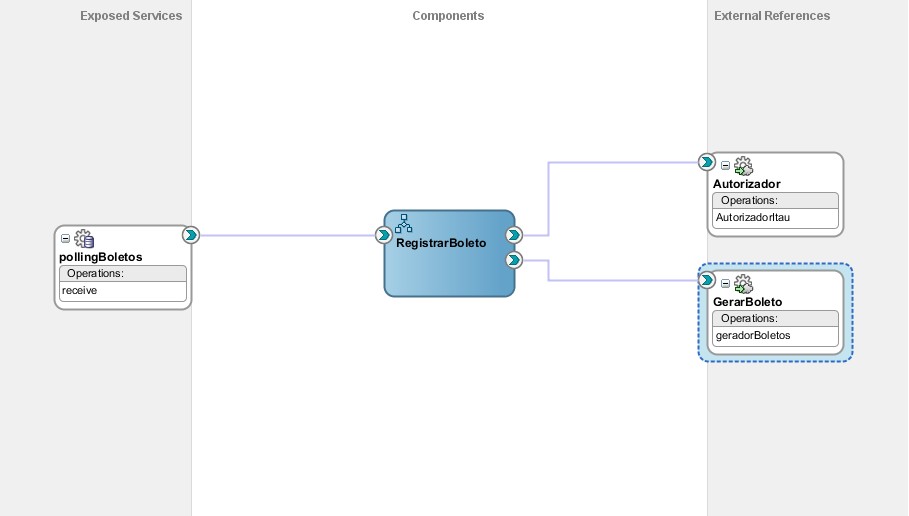 Exposed Services
Components
External References
pollingBoletos
Operations:
receive
RegistrarBoleto
Autorizador
Operations:
AutorizadorItau
GerarBoleto
Operations:
geradorBoletos